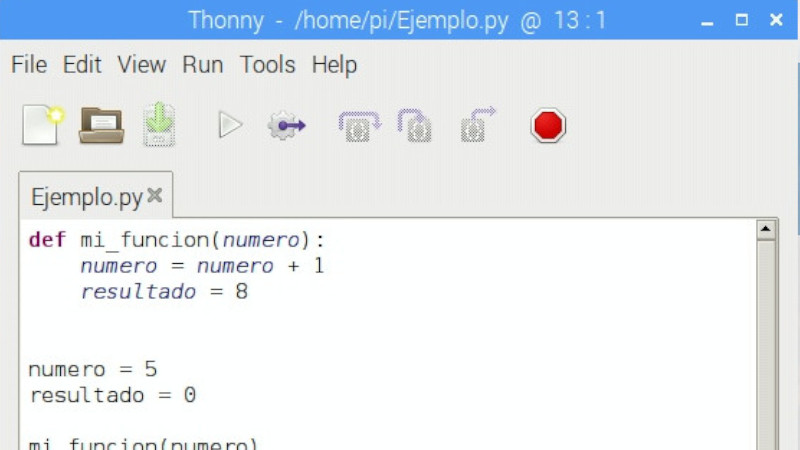 Thonny - /home/pi/Ejemplo.py @ 13 : 1
File Edit View Run Tools Help
Ejemplo.py
def mi_funcion(numero):
    numero = numero + 1
    resultado = 8
numero = 5
resultado = 0
mi_funcion(numero)